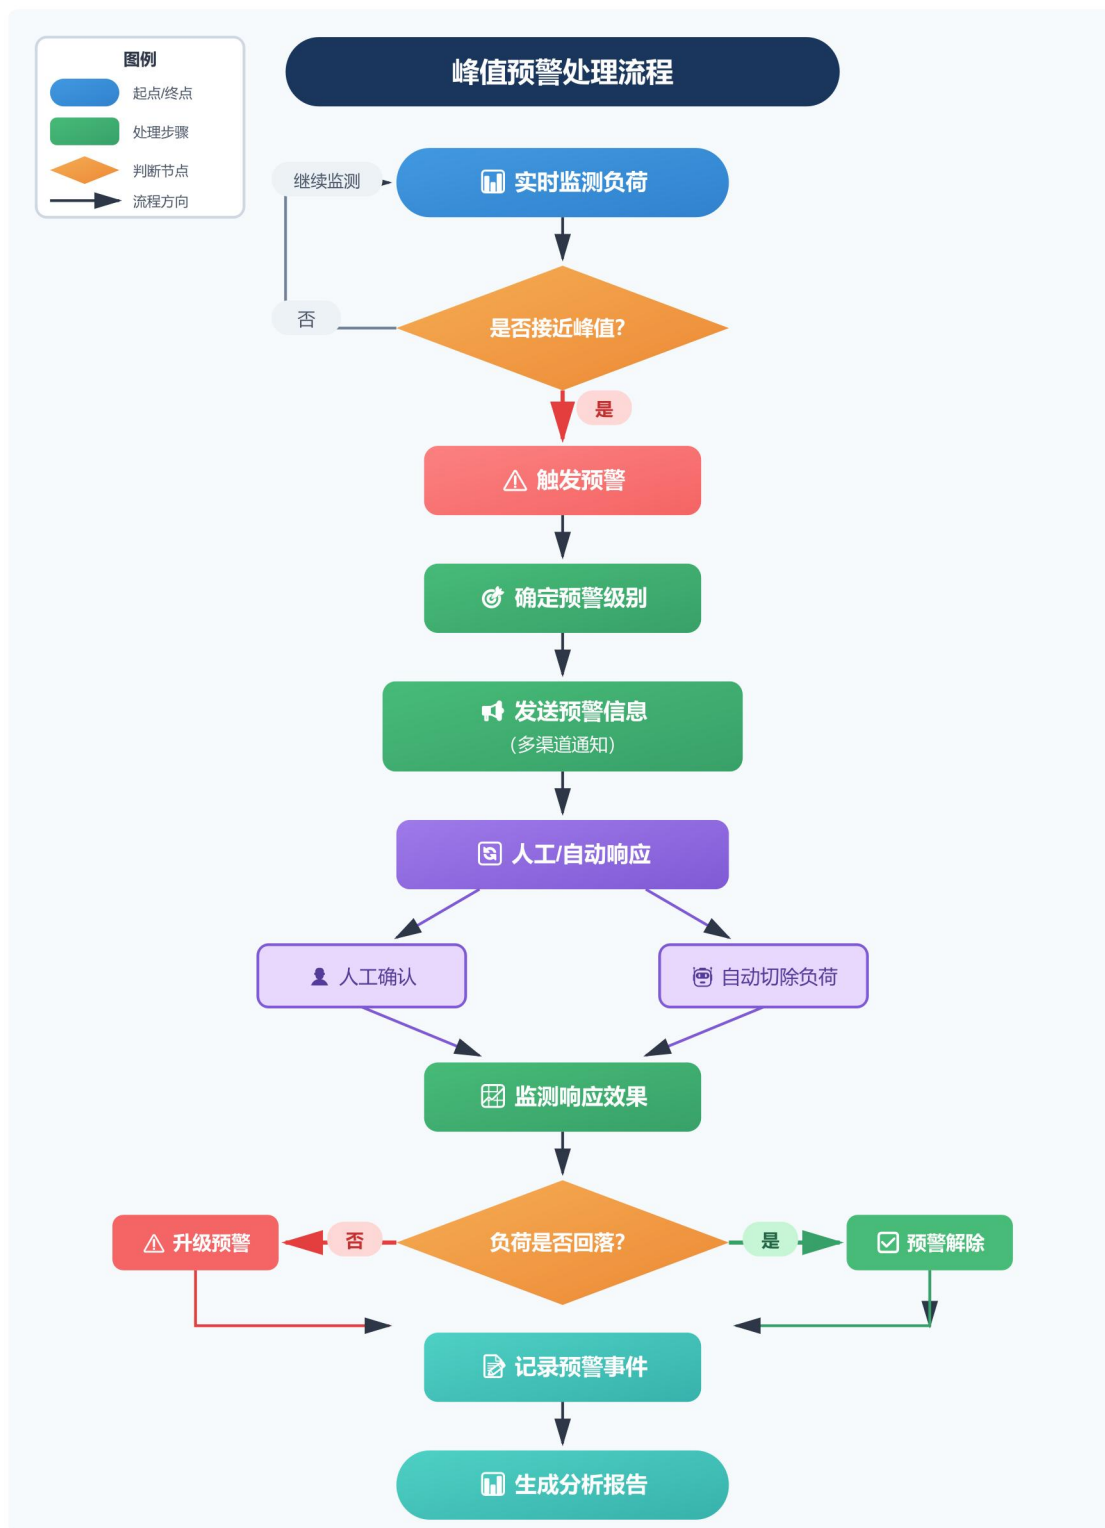 图例
起点/终点
处理步骤
判断节点
流程方向
峰值预警处理流程
继续监测
实时监测负荷
否
是否接近峰值?
是
触发预警
确定预警级别
发送预警信息
（多渠道通知）
人工/自动响应
人工确认
自动切除负荷
监测响应效果
升级预警
否
负荷是否回落?
是
预警解除
记录预警事件
生成分析报告